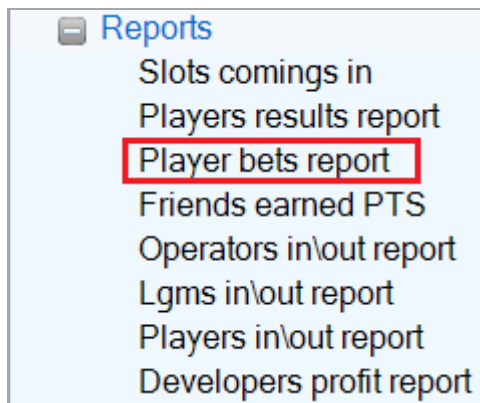 Reports
Slots comings in
Players results report
Player bets report
Friends earned PTS
Operators in\out report
Lgms in\out report
Players in\out report
Developers profit report